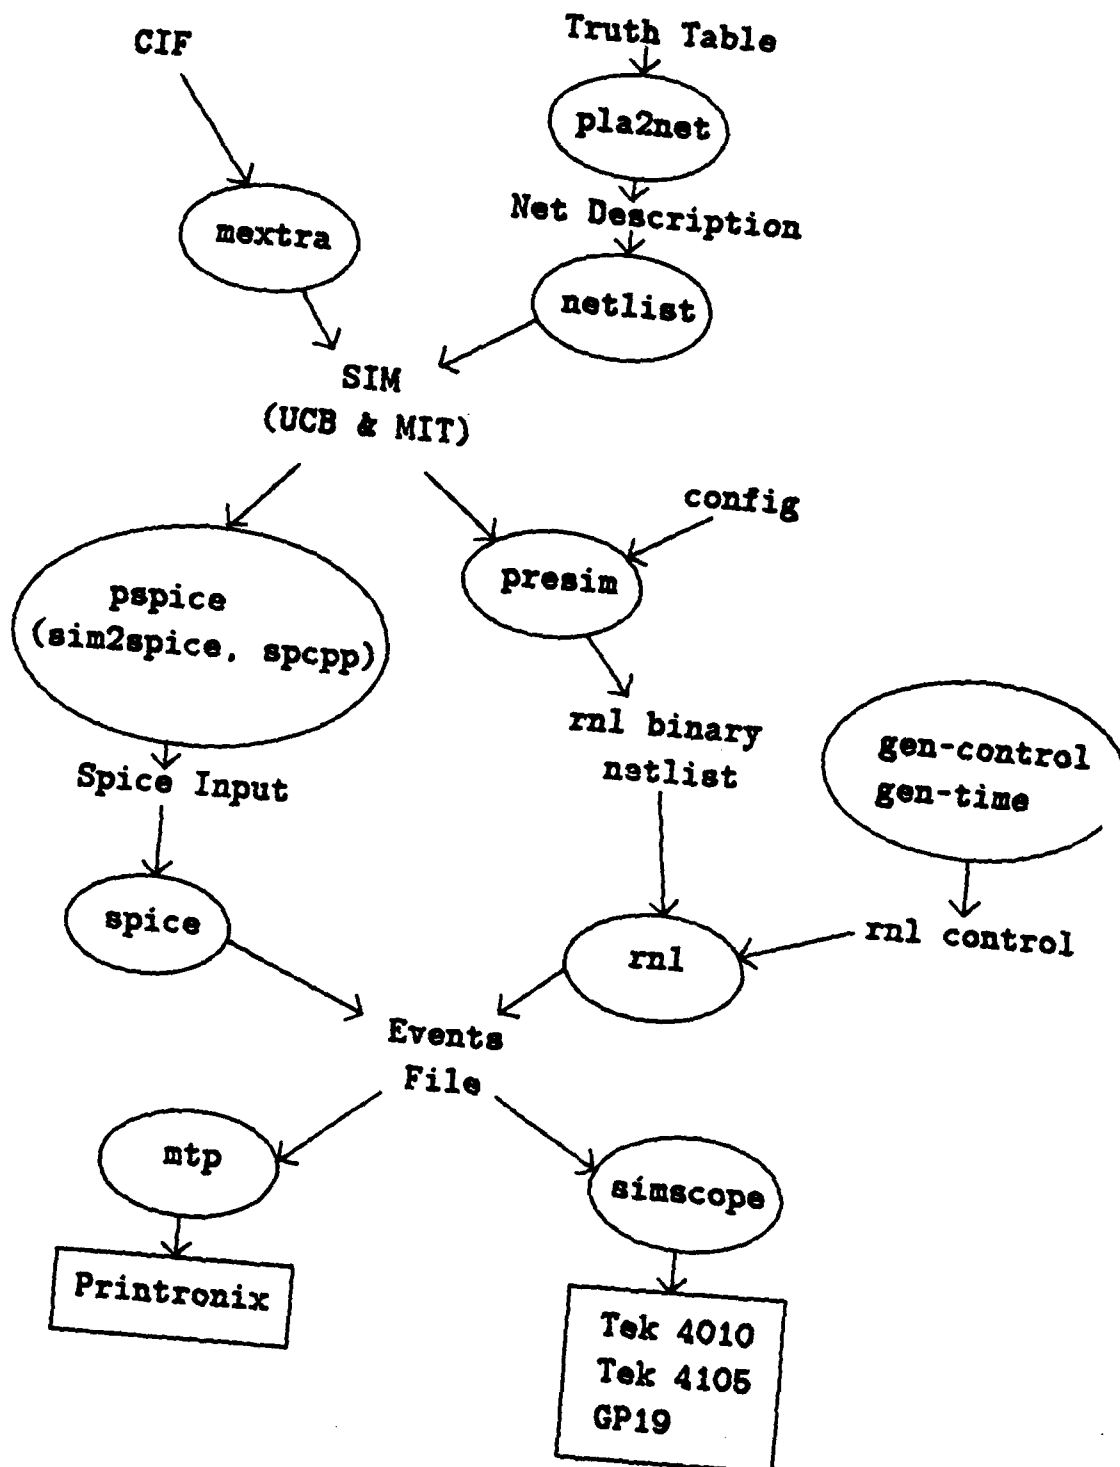 CIF
Truth Table
pla2net
Net Description
mextra
netlist
SIM
(UCB & MIT)
config
presim
pspice
(sim2spice, spcpp)
rnl binary
netlist
gen-control
gen-time
Spice Input
spice
rnl
rnl control
Events
File
mtp
simscope
Printronix
Tek 4010
Tek 4105
GP19